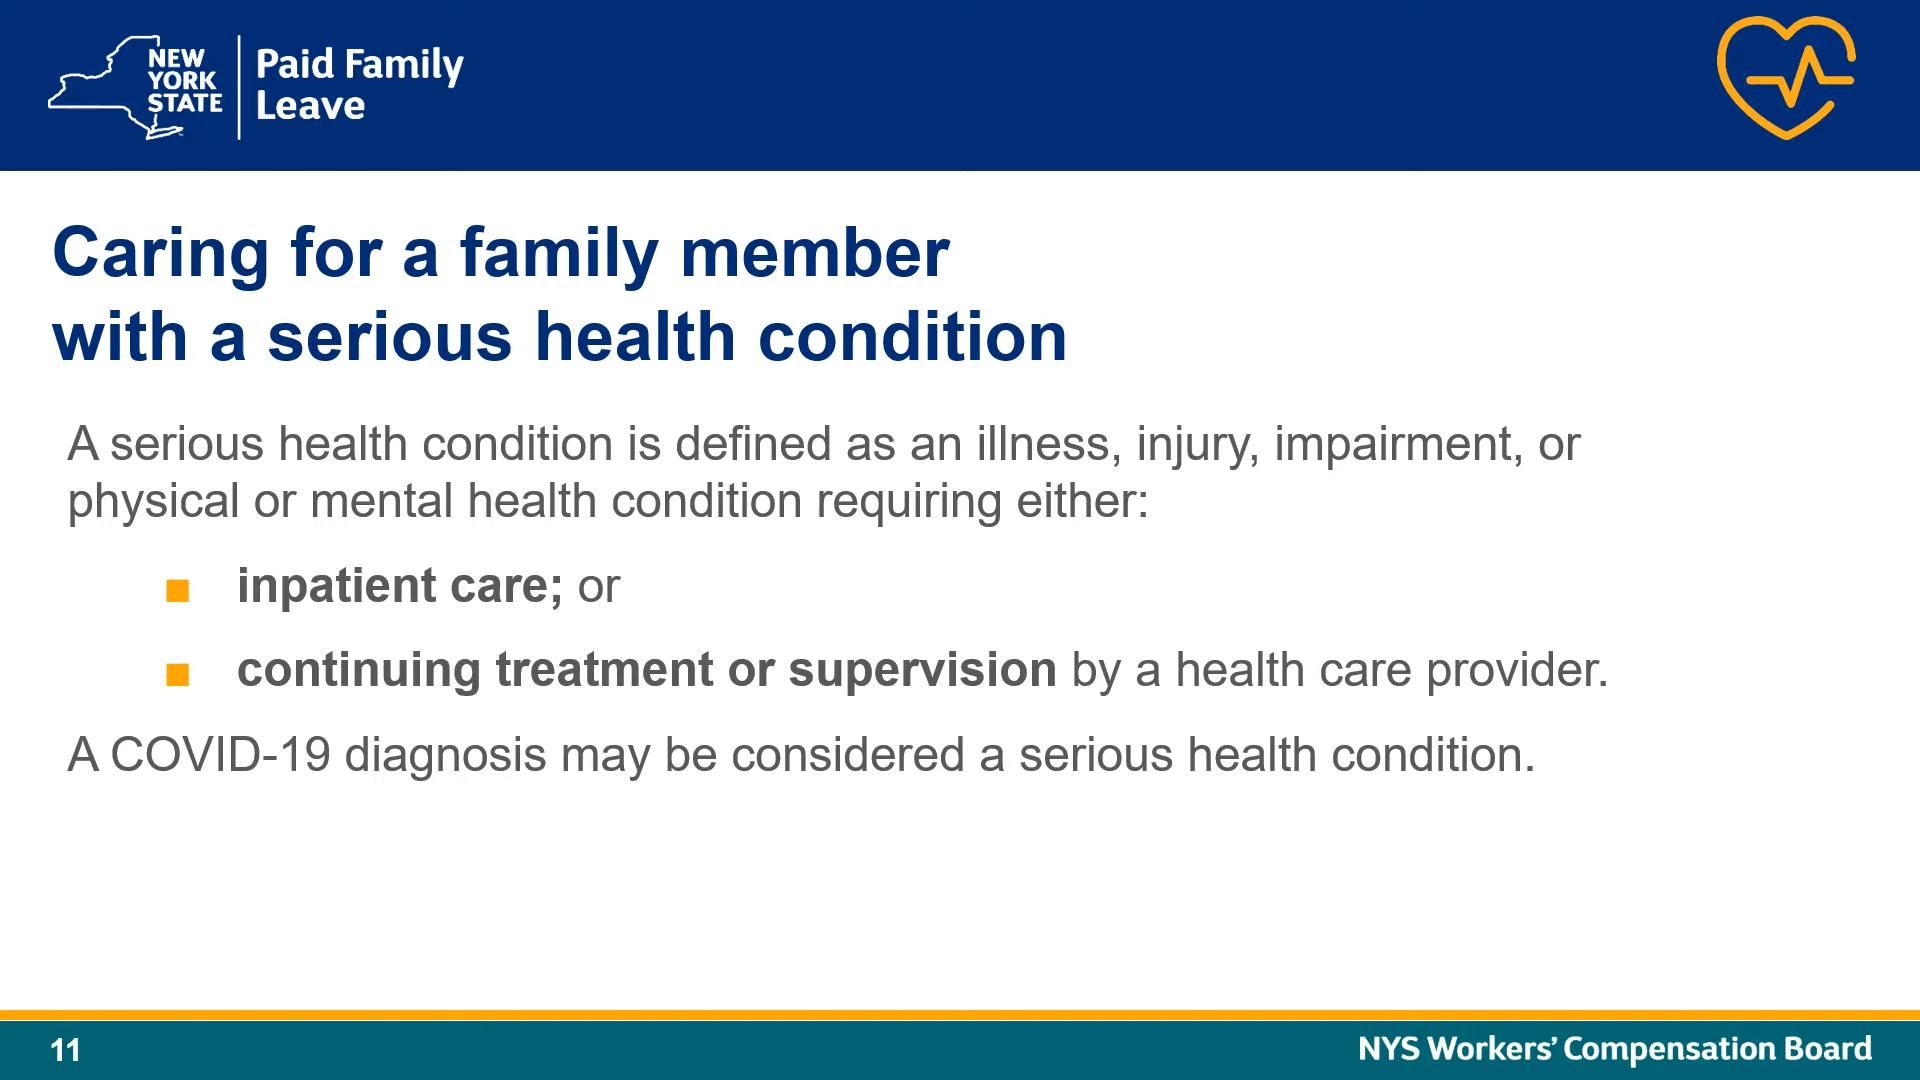 NEW
YORK
STATE
Paid Family
Leave
Caring for a family member
with a serious health condition
A serious health condition is defined as an illness, injury, impairment, or
physical or mental health condition requiring either:
■ inpatient care; or
■ continuing treatment or supervision by a health care provider.
A COVID-19 diagnosis may be considered a serious health condition.
11
NYS Workers’ Compensation Board